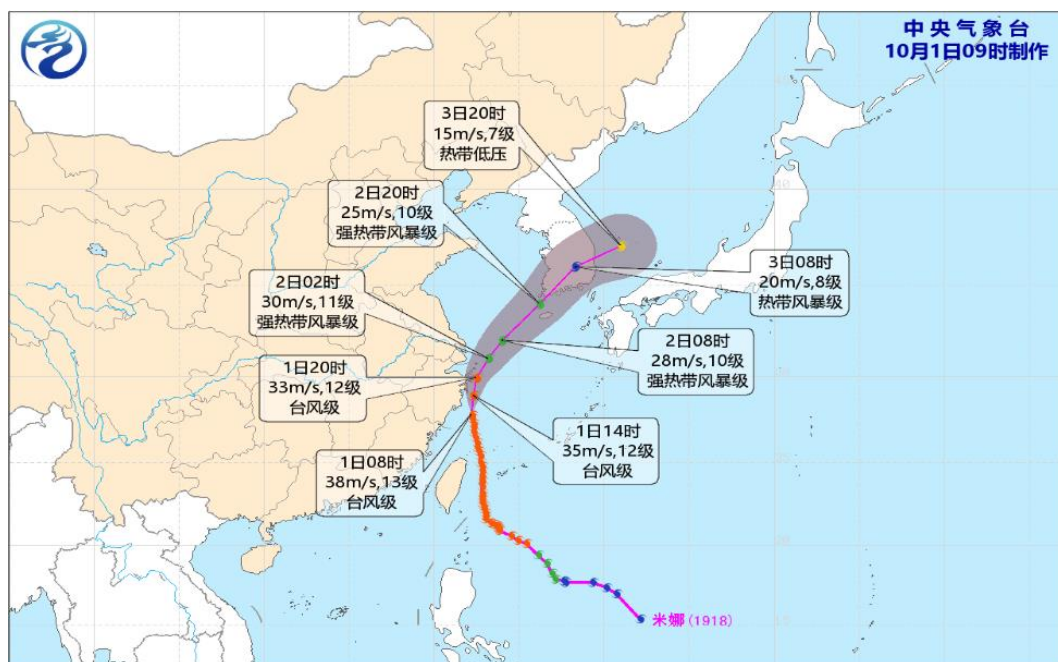 中央气象台
10月1日09时制作
3日20时
15m/s,7级
热带低压
2日20时
25m/s,10级
强热带风暴级
3日08时
20m/s,8级
热带风暴级
2日02时
30m/s,11级
强热带风暴级
2日08时
28m/s,10级
强热带风暴级
1日20时
33m/s,12级
台风级
1日14时
35m/s,12级
台风级
1日08时
38m/s,13级
台风级
米娜(1918)